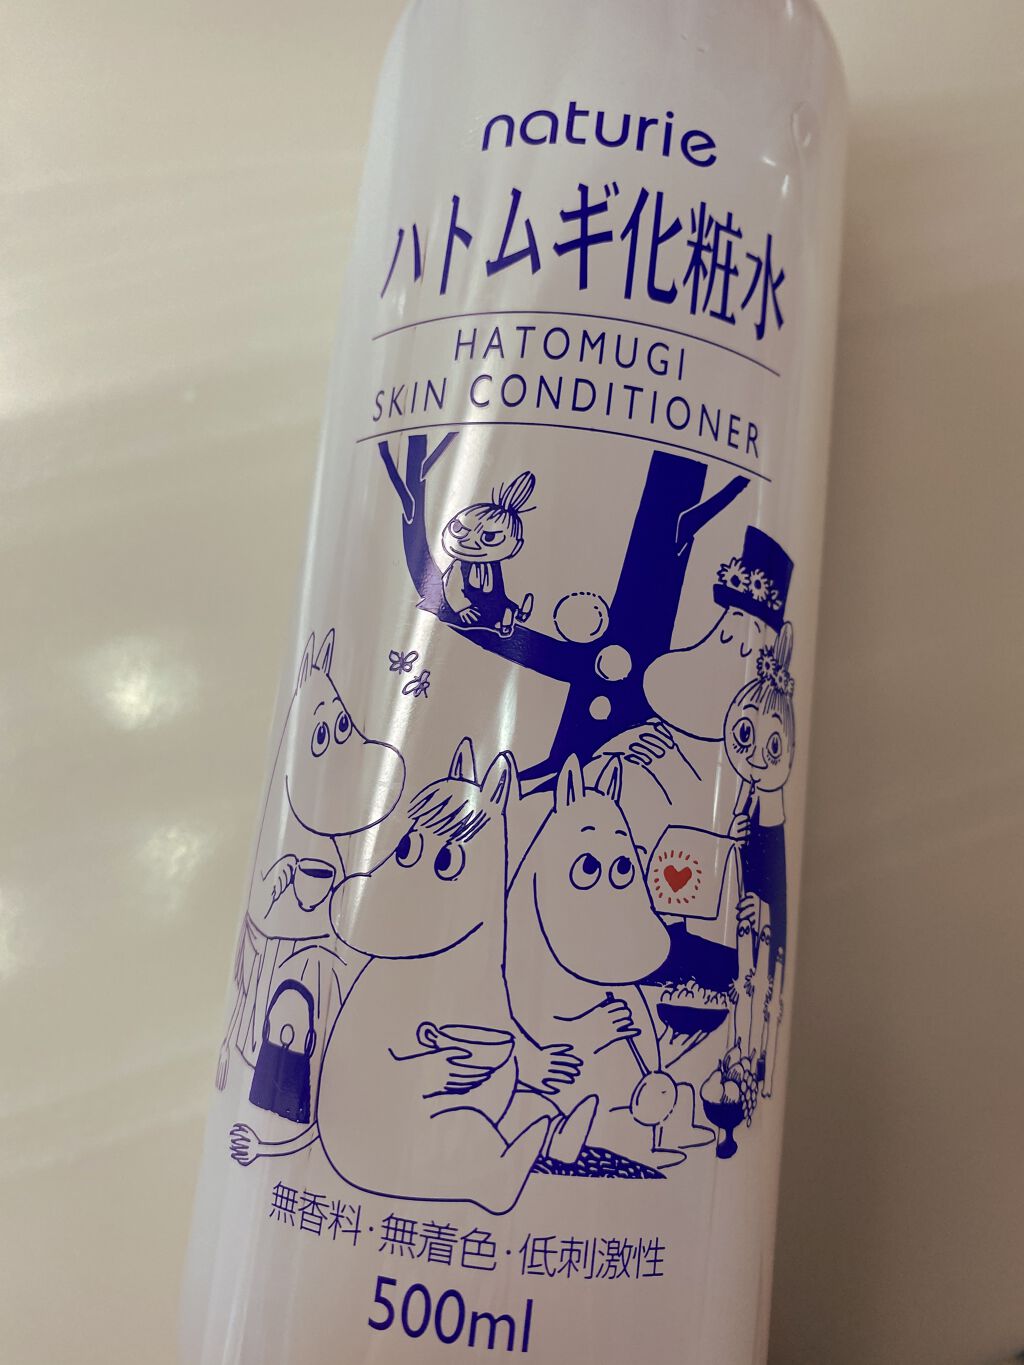 naturie
ハトムギ化粧水
HATOMUGI
SKIN CONDITIONER
無香料・無着色・低刺激性
500ml